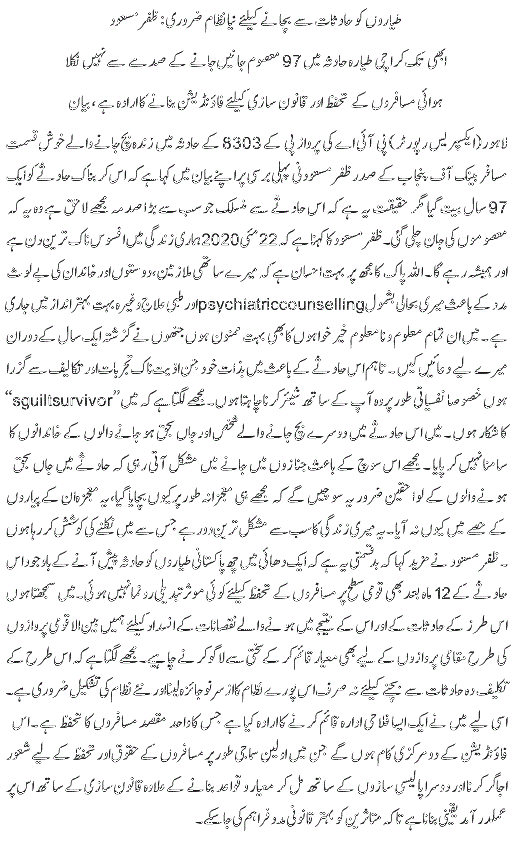 طیاروں کو حادثات سے بچانے کیلئے نیا نظام ضروری: ظفر مسعود
ابھی تک کراچی طیارہ حادثہ میں 97 معصوم جانیں جانے کے صدمے سے نہیں نکلا
ہوائی مسافروں کے تحفظ اور قانون سازی کیلئے فاؤنڈیشن بنانے کا ارادہ ہے، بیان
لاہور (ایکسپریس رپورٹر) پی آئی اے کی پرواز پی کے 8303 کے حادثہ میں زندہ بچ جانے والے خوش قسمت
مسافر بینک آف پنجاب کے صدر ظفر مسعود نی پہلی برسی پر اپنے بیان میں کہا ہے کہ اس کربناک حادثے کو ایک
97 سال بیت گیا مگر حقیقت یہ ہے کہ اس حادثے سے منسلک جو سب سے بڑا صدمہ مجھے لاحق ہے وہ یہ کہ
معصوموں کی جان چلی گئی۔ ظفر مسعود کا کہنا ہے کہ 22 مئی 2020 ہماری زندگی میں افسوس ناک ترین دن ہے
اور ہمیشہ رہے گا۔ اللہ پاک کا مجھ پر بہت احسان ہے کہ میرے ساتھی ملازمین، دوستوں اور خاندان کی بے لوث
مدد کے باعث میری بحالی بشمول psychiatriccounselling اور طبی علاج وغیرہ بہت بہتر انداز میں جاری
ہے۔ میں ان تمام معلوم و نامعلوم خیر خواہوں کا بھی بہت ممنون ہوں جنھوں نے گزشتہ ایک سال کے دوران
میرے لیے دعائیں کیں۔ تاہم اس حادثے کے باعث میں بذات خود جن اذیت ناک تجربات اور تکالیف سے گزرا
ہوں خصوصا نفسیاتی طور پر وہ آپ کے ساتھ شیئر کرنا چاہتا ہوں۔ مجھے لگتا ہے کہ میں ”sguiltsurvivor“
کا شکار ہوں۔ میں اس حادثے میں دوسرے بچ جانے والے شخص اور جاں بحق ہو جانے والوں کے خاندانوں کا
سامنا نہیں کر پایا۔ مجھے اس سوچ کے باعث جنازوں میں جانے میں مشکل آتی رہی کہ حادثے میں جاں بحق
ہونے والوں کے لواحقین ضرور یہ سوچیں گے کہ مجھے ہی معجزانہ طور پر کیوں بچایا گیا، یہ معجزہ ان کے پیاروں
کے حصے میں کیوں نہ آیا۔ یہ میری زندگی کا سب سے مشکل ترین دور ہے جس سے میں نکلنے کی کوشش کر رہا ہوں
۔ ظفر مسعود نے مزید کہا کہ بدقسمتی یہ ہے کہ ایک دھائی میں چھ پاکستانی طیاروں کو حادثہ پیش آنے کے باوجود اس
حادثے کے 12 ماہ بعد بھی قومی سطح پر مسافروں کے تحفظ کیلئے کوئی موثر تبدیلی رونما نہیں ہوئی۔ میں سمجھتا ہوں
اس طرز کے حادثات کے اور اس کے نتیجے میں ہونے والے نقصانات کے انسداد کیلئے ہمیں بین الاقوامی پروازوں
کی طرح مقامی پروازوں کے لیے بھی معیار قائم کر کے سختی سے لاگو کرنے چاہیے۔ مجھے لگتا ہے کہ اس طرح کے
تکلیف دہ حادثات سے بچنے کیلئے نہ صرف اس پورے نظام کا ازسرنو جائزہ لینا اور نئے نظام کی تشکیل ضروری ہے۔
اسی لیے میں نے ایک ایسا فلاحی ادارہ قائم کرنے کا ارادہ کیا ہے جس کا واحد مقصد مسافروں کا تحفظ ہے۔ اس
فاؤنڈیشن کے دو مرکزی کام ہوں گے جن میں اولین سماجی طور پر مسافروں کے حقوق اور تحفظ کے لیے شعور
اجاگر کرنا اور دوسرا پالیسی سازوں کے ساتھ مل کر معیار و قواعد بنانے کے علاوہ قانون سازی کے ساتھ اس پر
عملدرآمد یقینی بنانا ہے تاکہ متاثرین کو بہتر قانونی مدد فراہم کی جا سکے۔